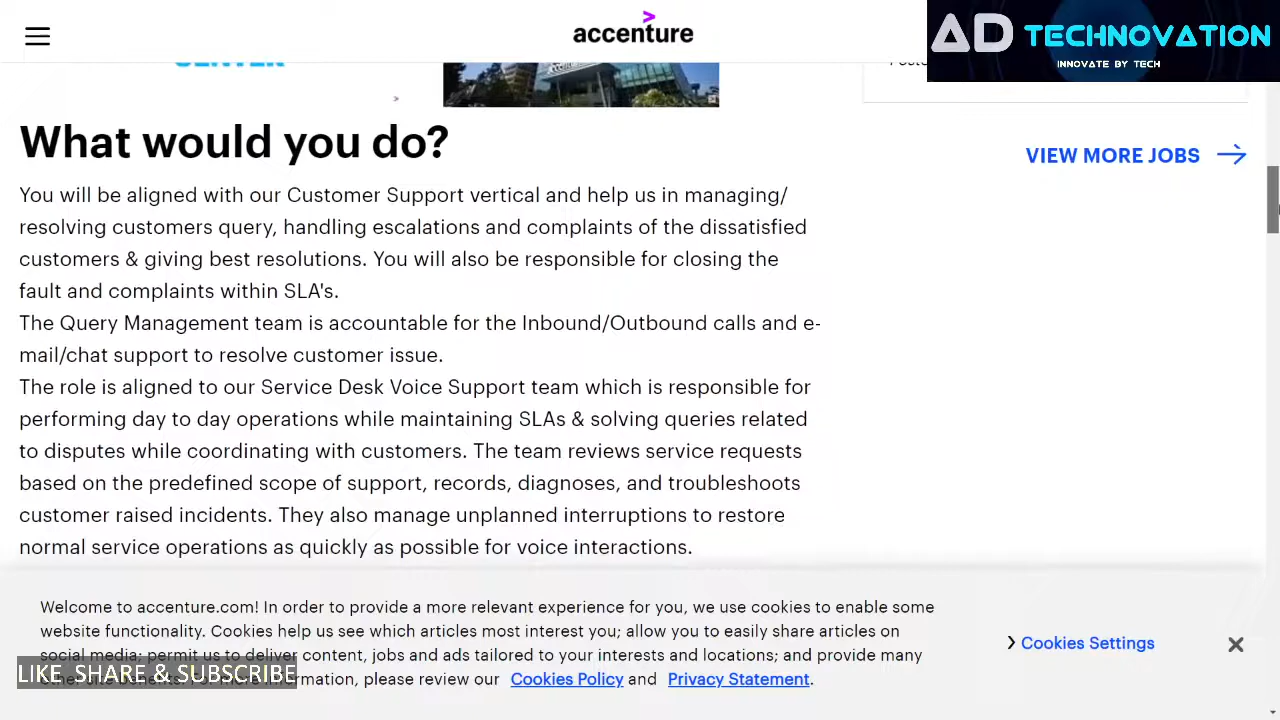 accenture
AD TECHNOVATION
INNOVATE BY TECH
What would you do?
VIEW MORE JOBS
You will be aligned with our Customer Support vertical and help us in managing/
resolving customers query, handling escalations and complaints of the dissatisfied
customers & giving best resolutions. You will also be responsible for closing the
fault and complaints within SLA's.
The Query Management team is accountable for the Inbound/Outbound calls and e-
mail/chat support to resolve customer issue.
The role is aligned to our Service Desk Voice Support team which is responsible for
performing day to day operations while maintaining SLAs & solving queries related
to disputes while coordinating with customers. The team reviews service requests
based on the predefined scope of support, records, diagnoses, and troubleshoots
customer raised incidents. They also manage unplanned interruptions to restore
normal service operations as quickly as possible for voice interactions.
Welcome to accenture.com! In order to provide a more relevant experience for you, we use cookies to enable some
website functionality. Cookies help us see which articles most interest you; allow you to easily share articles on
social media; permit us to deliver content, jobs and ads tailored to your interests and locations; and provide many
information, please review our Cookies Policy and Privacy Statement.
Cookies Settings
LIKE SHARE & SUBSCRIBE